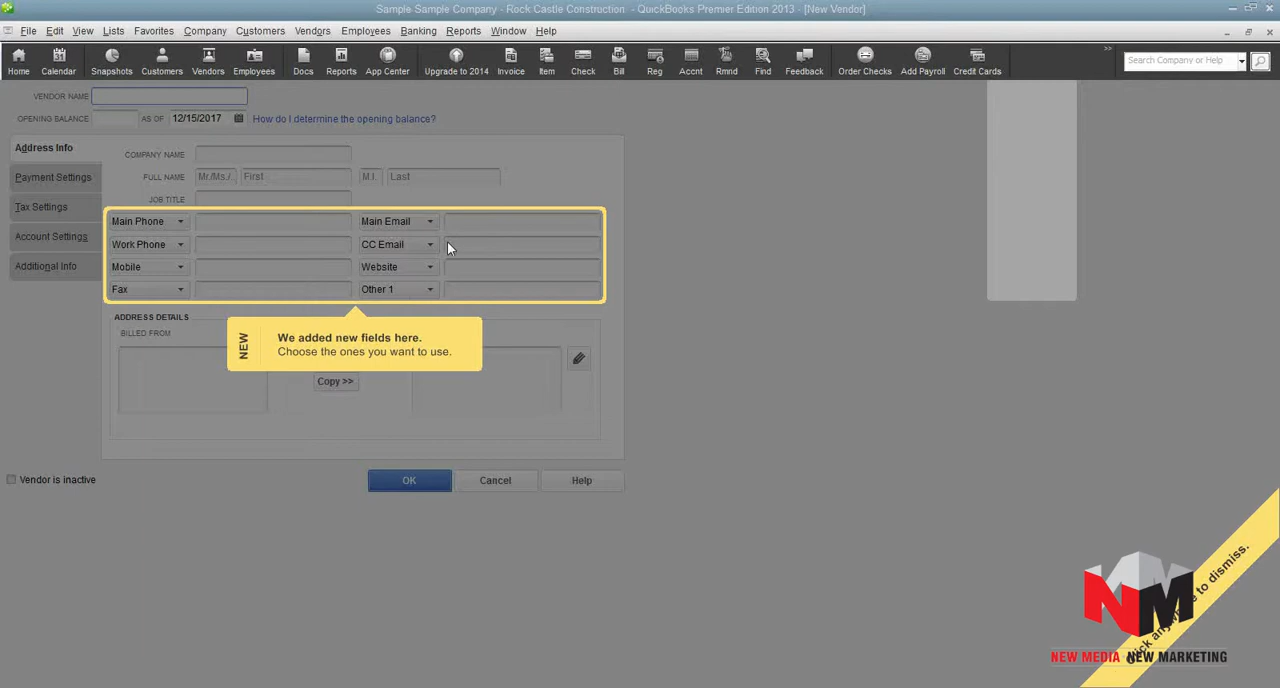 Sample Sample Company - Rock Castle Construction - QuickBooks Premier Edition 2013 - [New Vendor]
File Edit View Lists Favorites Company Customers Vendors Employees Banking Reports Window Help
Home Calendar Snapshots Customers Vendors Employees Docs Reports App Center Upgrade to 2014 Invoice Item Check Bill Reg Accnt Rmnd Find Feedback Order Checks Add Payroll Credit Cards >> Search Company or Help
VENDOR NAME
OPENING BALANCE AS OF 12/15/2017 How do I determine the opening balance?
Address Info
Payment Settings
Tax Settings
Account Settings
Additional Info
COMPANY NAME
FULL NAME Mr./Ms./.. First M.I. Last
JOB TITLE
Main Phone Main Email
Work Phone CC Email
Mobile Website
Fax Other 1
ADDRESS DETAILS
BILLED FROM
NEW
We added new fields here.
Choose the ones you want to use.
Copy >>
Vendor is inactive
OK Cancel Help
to dismiss.
NM
NEW MEDIA NEW MARKETING